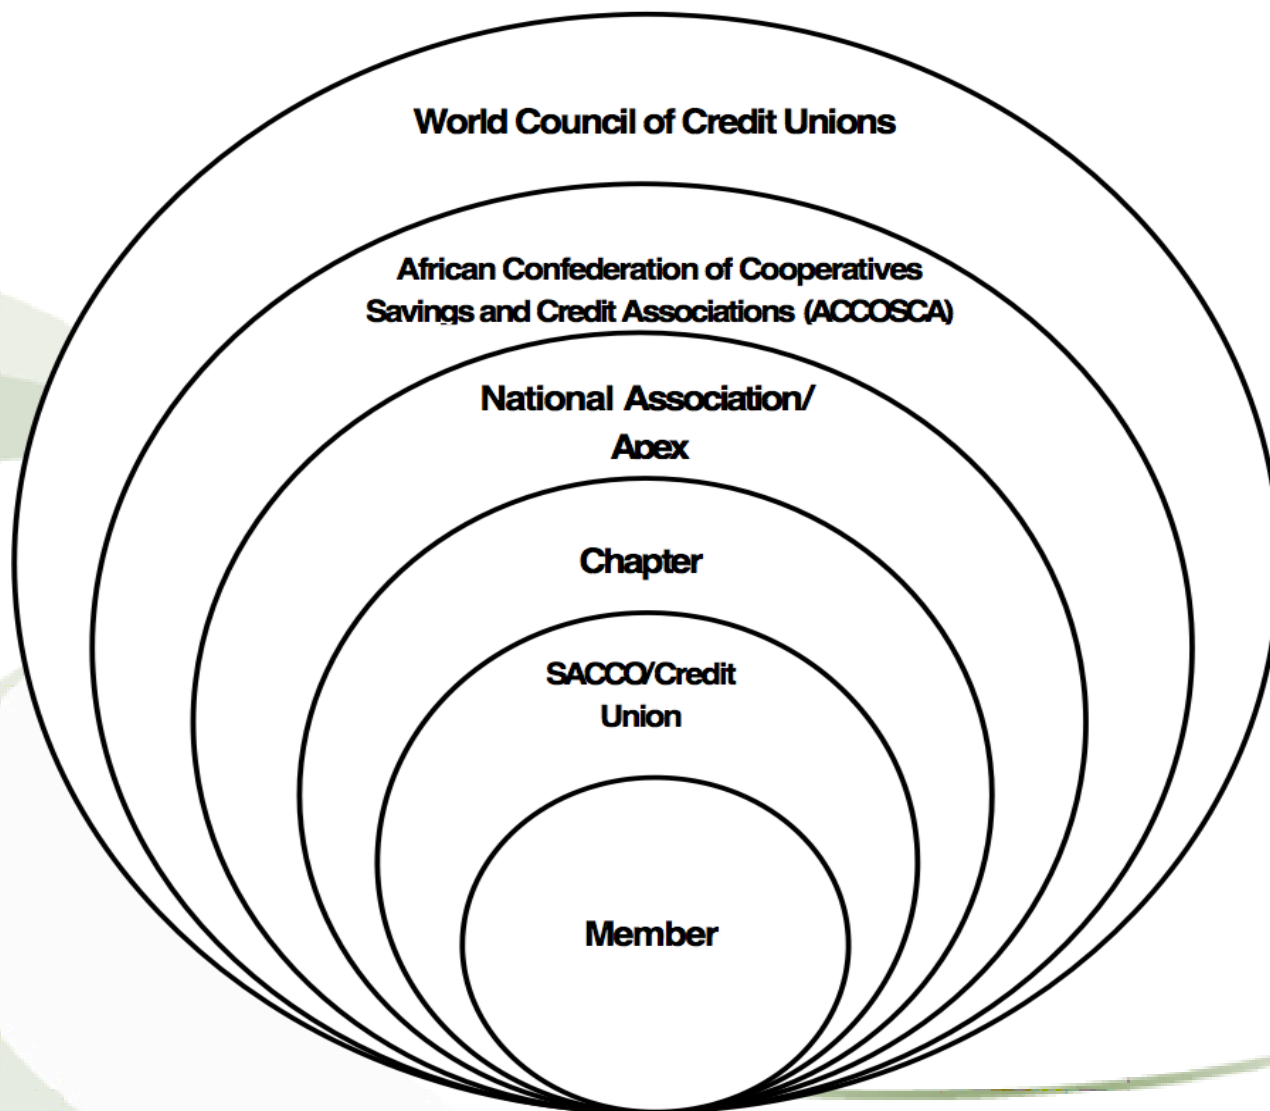 World Council of Credit Unions
African Confederation of Cooperatives
Savings and Credit Associations (ACCOSCA)
National Association/
Apex
Chapter
SACCO/Credit
Union
Member